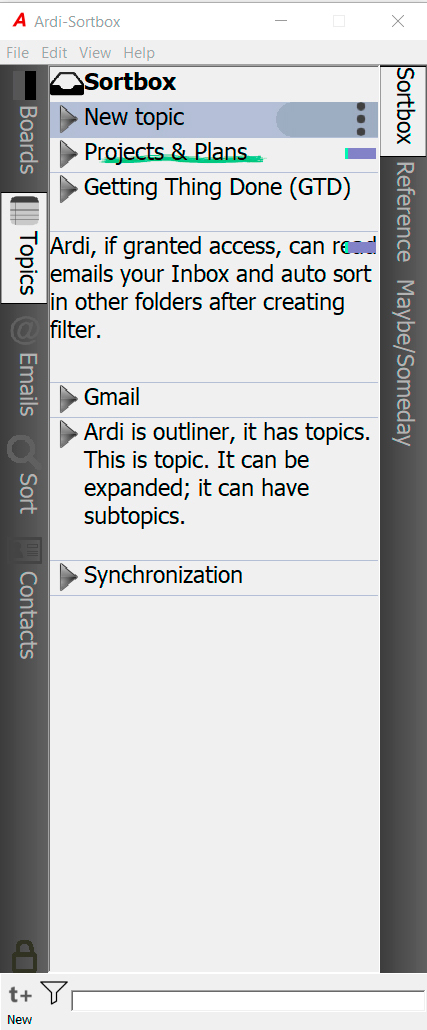 A Ardi-Sortbox
File Edit View Help
Boards
Topics
@ Emails
Sort
Contacts
Sortbox
New topic
Projects & Plans
Getting Thing Done (GTD)
Ardi, if granted access, can read
emails your Inbox and auto sort
in other folders after creating
filter.
Gmail
Ardi is outliner, it has topics.
This is topic. It can be
expanded; it can have
subtopics.
Synchronization
Sortbox
Reference
Maybe/Someday
t+
New